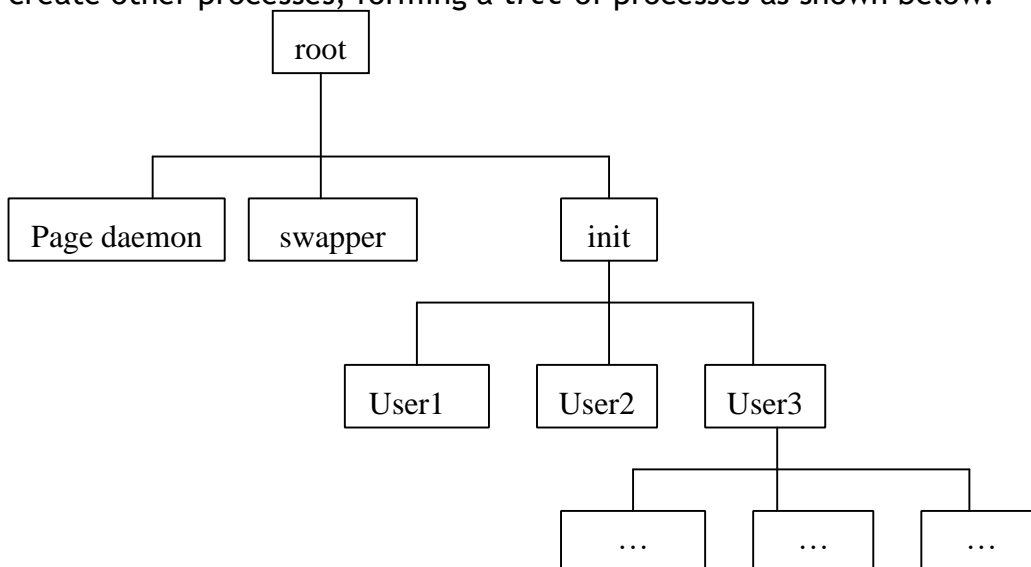 create other processes, forming a tree of processes as shown below.
root
Page daemon swapper init
User1 User2 User3
… … …